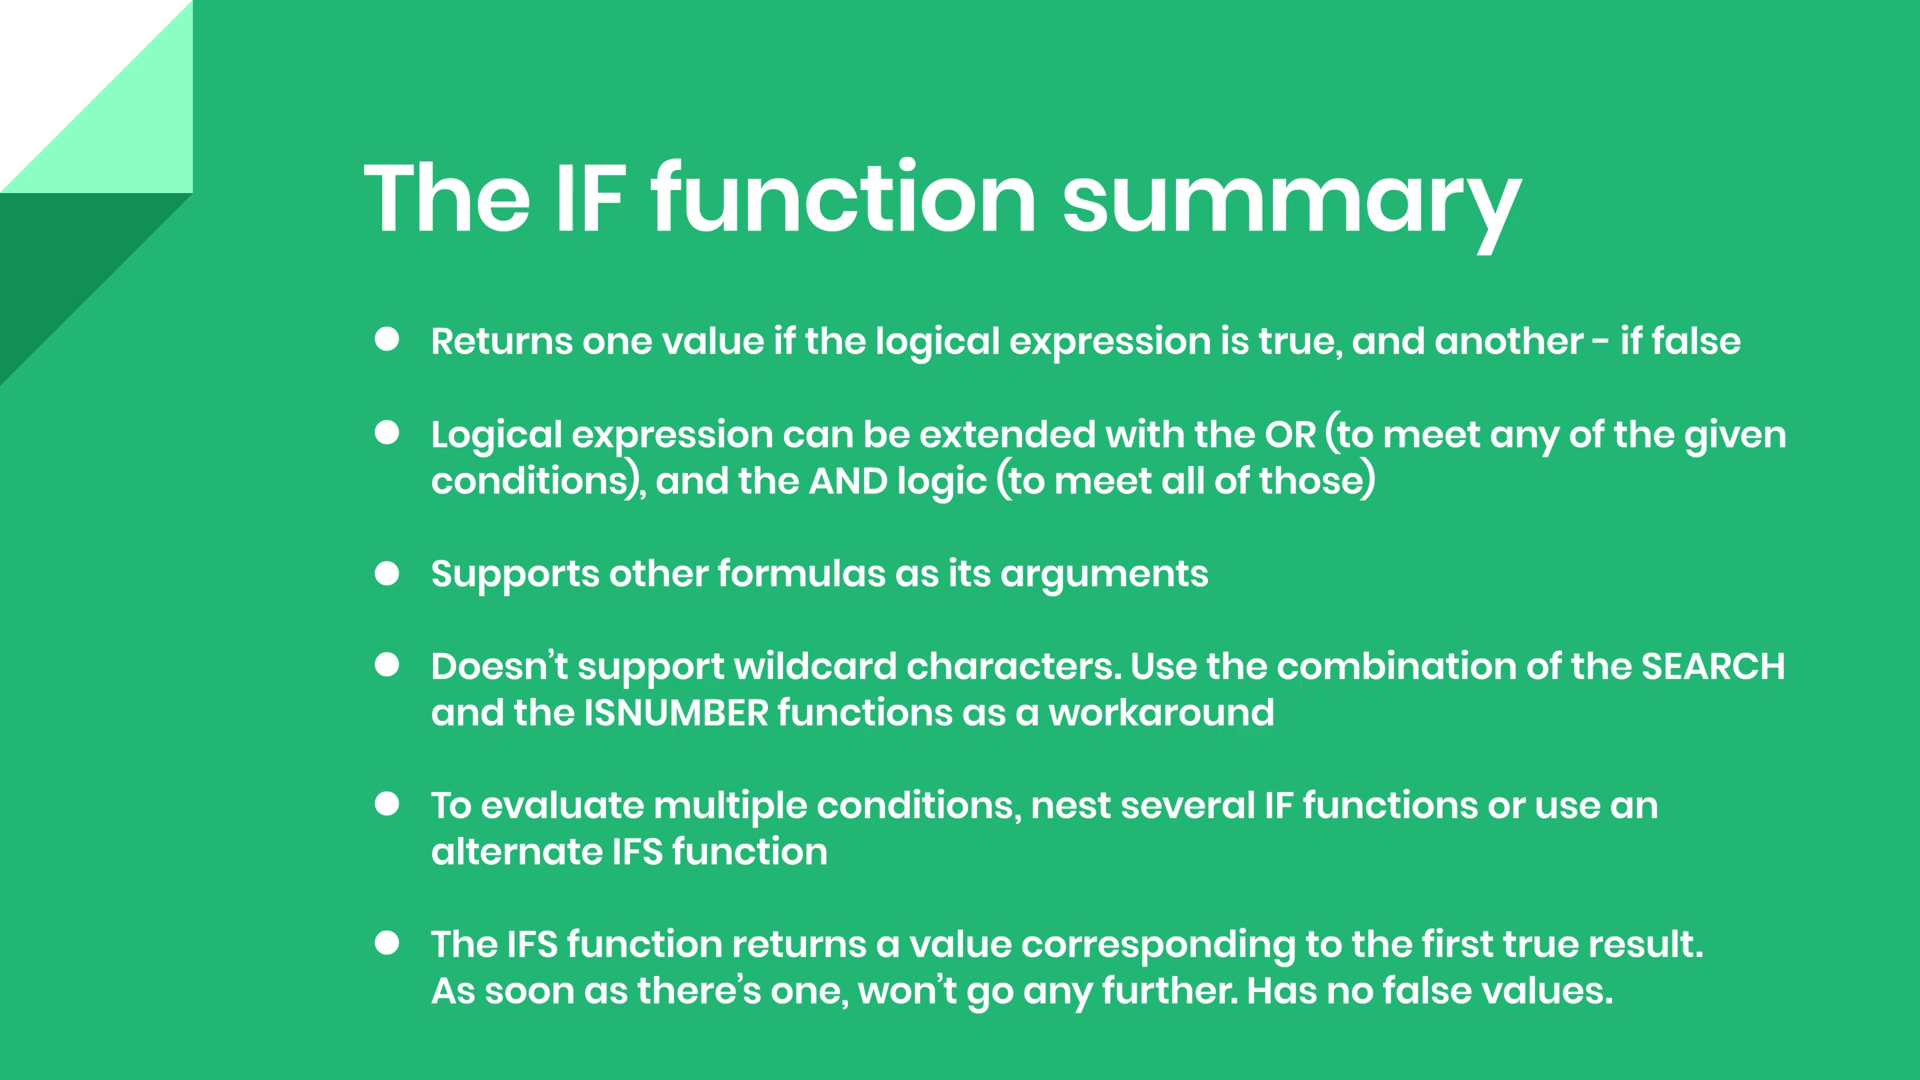 The IF function summary
Returns one value if the logical expression is true, and another - if false
Logical expression can be extended with the OR (to meet any of the given
conditions), and the AND logic (to meet all of those)
Supports other formulas as its arguments
Doesn’t support wildcard characters. Use the combination of the SEARCH
and the ISNUMBER functions as a workaround
To evaluate multiple conditions, nest several IF functions or use an
alternate IFS function
The IFS function returns a value corresponding to the first true result.
As soon as there’s one, won’t go any further. Has no false values.